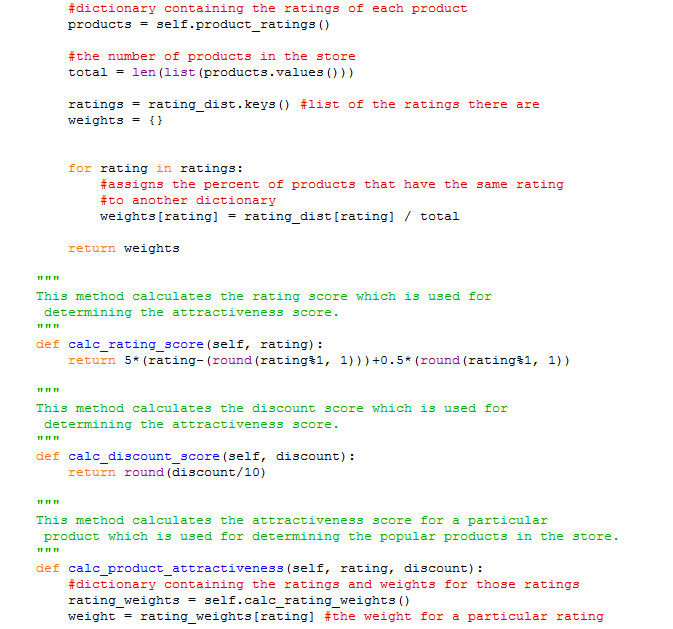 #dictionary containing the ratings of each product
products = self.product_ratings()
#the number of products in the store
total = len(list(products.values()))
ratings = rating_dist.keys() #list of the ratings there are
weights = {}
for rating in ratings:
#assigns the percent of products that have the same rating
#to another dictionary
weights[rating] = rating_dist[rating] / total
return weights
"""
This method calculates the rating score which is used for
determining the attractiveness score.
"""
def calc_rating_score(self, rating):
return 5*(rating-(round(rating%1, 1)))+0.5*(round(rating%1, 1))
"""
This method calculates the discount score which is used for
determining the attractiveness score.
"""
def calc_discount_score(self, discount):
return round(discount/10)
"""
This method calculates the attractiveness score for a particular
product which is used for determining the popular products in the store.
"""
def calc_product_attractiveness(self, rating, discount):
#dictionary containing the ratings and weights for those ratings
rating_weights = self.calc_rating_weights()
weight = rating_weights[rating] #the weight for a particular rating